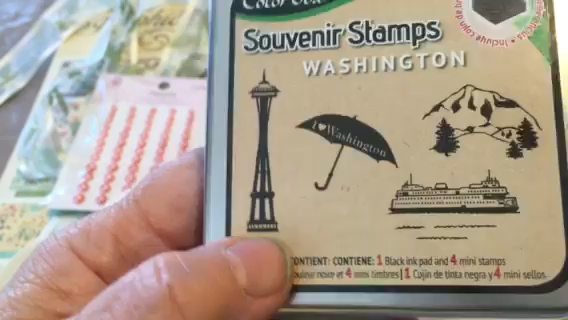 Souvenir Stamps
WASHINGTON
I ♥ Washington
CONTIENT: CONTIENE: 1 Black ink pad and 4 mini stamps
noire et 4 mini timbres | 1 Cojín de tinta negra y 4 mini sellos